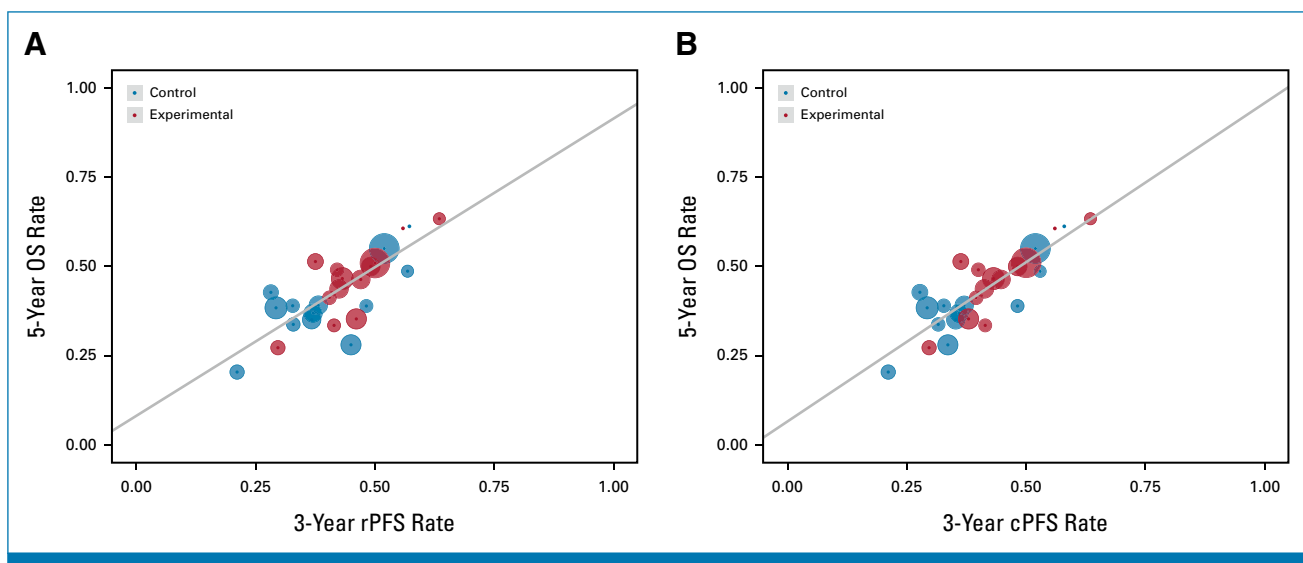 A
1.00
0.75
0.50
0.25
0.00
5-Year OS Rate
Control
Experimental
0.00 0.25 0.50 0.75 1.00
3-Year rPFS Rate
B
1.00
0.75
0.50
0.25
0.00
5-Year OS Rate
Control
Experimental
0.00 0.25 0.50 0.75 1.00
3-Year cPFS Rate